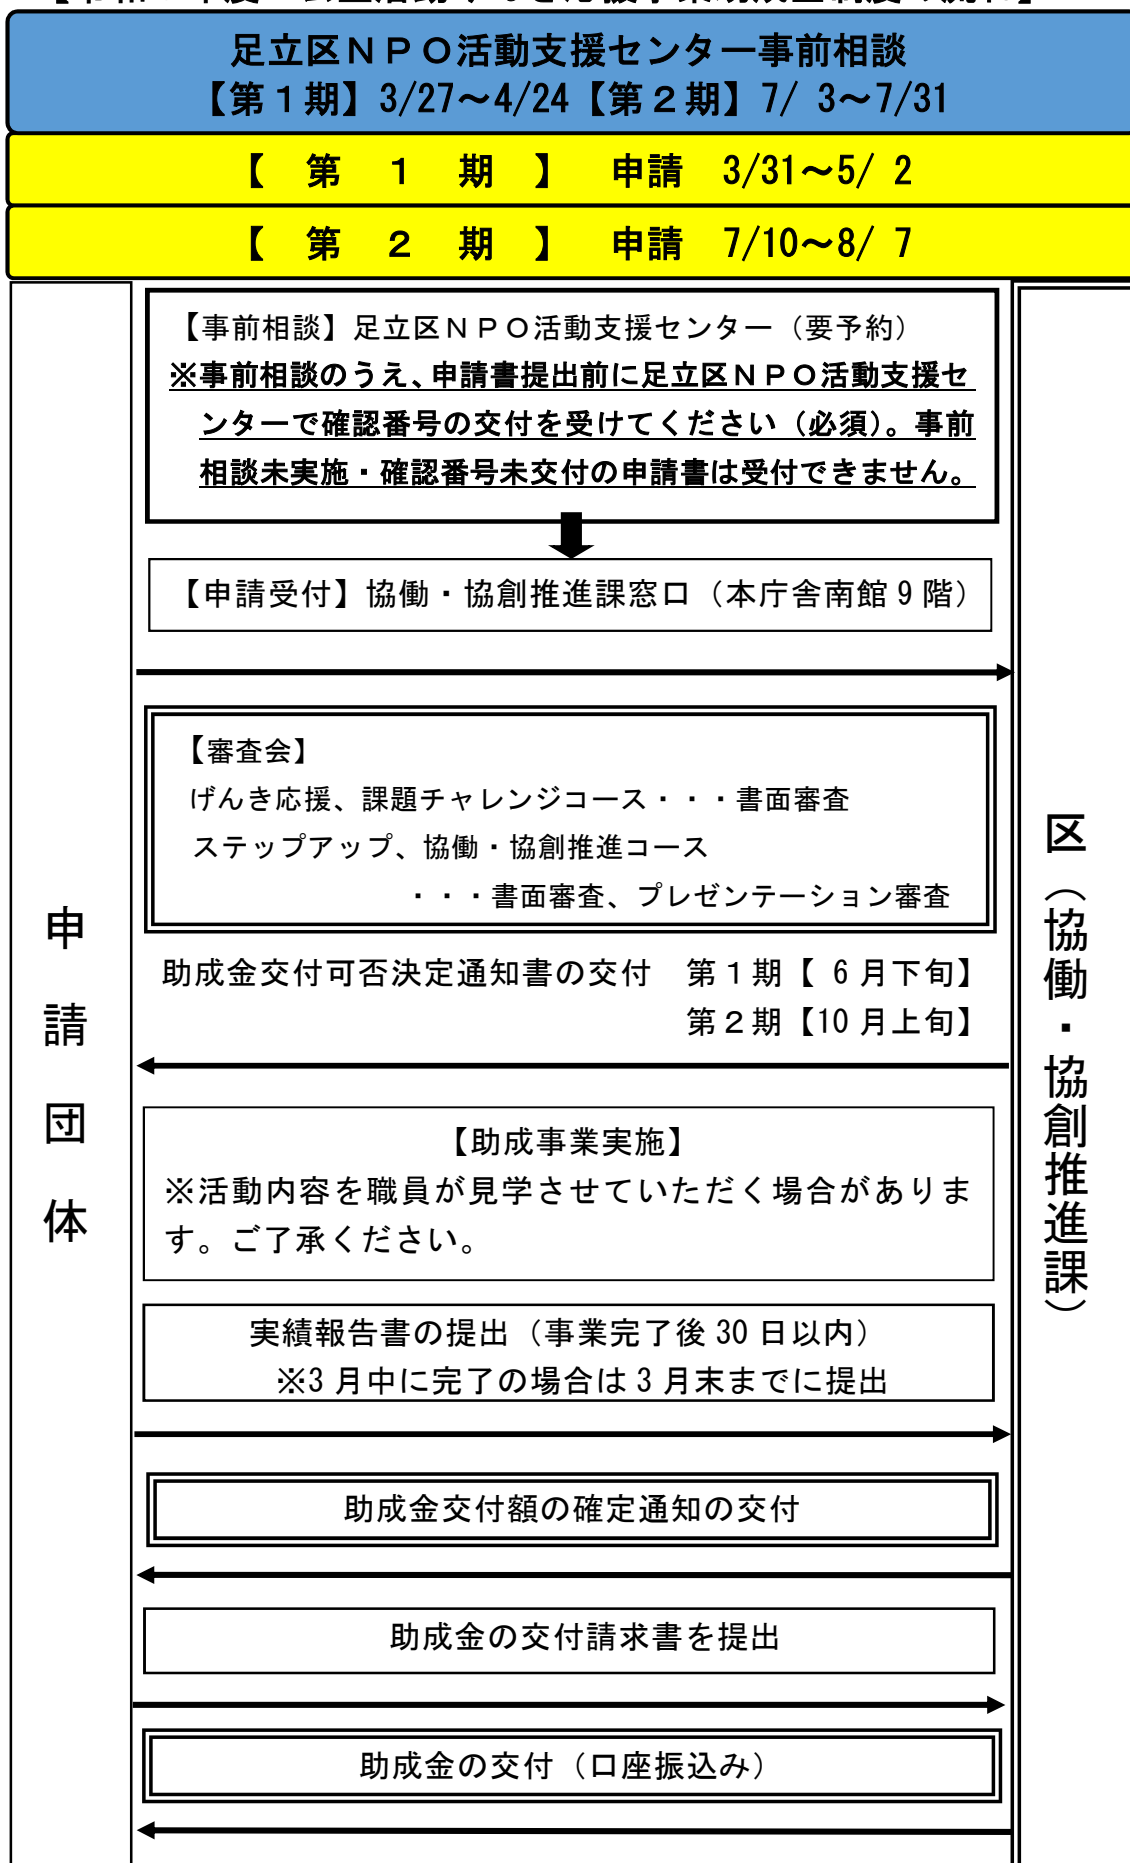 足立区ＮＰＯ活動支援センター事前相談
【第１期】3/27～4/24【第２期】7/ 3～7/31
【　第　１　期　】　申請　3/31～5/ 2
【　第　２　期　】　申請　7/10～8/ 7
【事前相談】足立区ＮＰＯ活動支援センター（要予約）
※事前相談のうえ、申請書提出前に足立区ＮＰＯ活動支援セ
ンターで確認番号の交付を受けてください（必須）。事前
相談未実施・確認番号未交付の申請書は受付できません。
【申請受付】協働・協創推進課窓口（本庁舎南館９階）
【審査会】
げんき応援、課題チャレンジコース・・・書面審査
ステップアップ、協働・協創推進コース
・・・書面審査、プレゼンテーション審査
助成金交付可否決定通知書の交付　第１期【 6月下旬】
第２期【10月上旬】
【助成事業実施】
※活動内容を職員が見学させていただく場合がありま
す。ご了承ください。
実績報告書の提出（事業完了後30日以内）
※3月中に完了の場合は3月末までに提出
助成金交付額の確定通知の交付
助成金の交付請求書を提出
助成金の交付（口座振込み）
申請団体
区（協働・協創推進課）